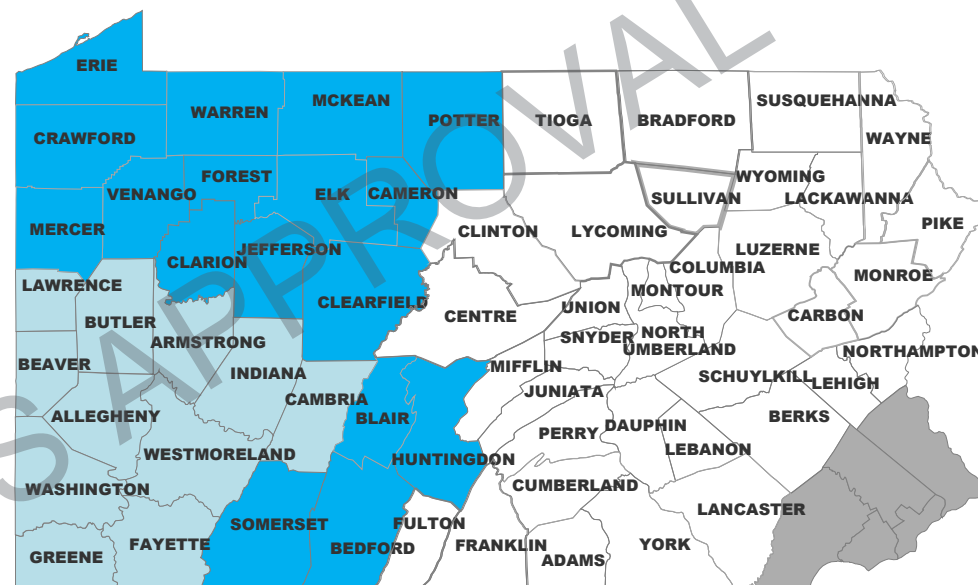 ERIE
WARREN
MCKEAN
POTTER
TIOGA
BRADFORD
SUSQUEHANNA
WAYNE
CRAWFORD
VENANGO
FOREST
ELK
CAMERON
SULLIVAN
WYOMING
LACKAWANNA
PIKE
MERCER
CLARION
JEFFERSON
CLINTON
LYCOMING
COLUMBIA
LUZERNE
MONROE
LAWRENCE
BUTLER
CLEARFIELD
CENTRE
UNION
MONTOUR
CARBON
BEAVER
ARMSTRONG
INDIANA
SNYDER
NORTH
UMBERLAND
MIFFLIN
NORTHAMPTON
SCHUYLKILL
LEHIGH
ALLEGHENY
CAMBRIA
BLAIR
JUNIATA
PERRY
DAUPHIN
BERKS
WESTMORELAND
HUNTINGDON
LEBANON
WASHINGTON
CUMBERLAND
LANCASTER
GREENE
FAYETTE
SOMERSET
BEDFORD
FULTON
FRANKLIN
ADAMS
YORK
S APPROVAL